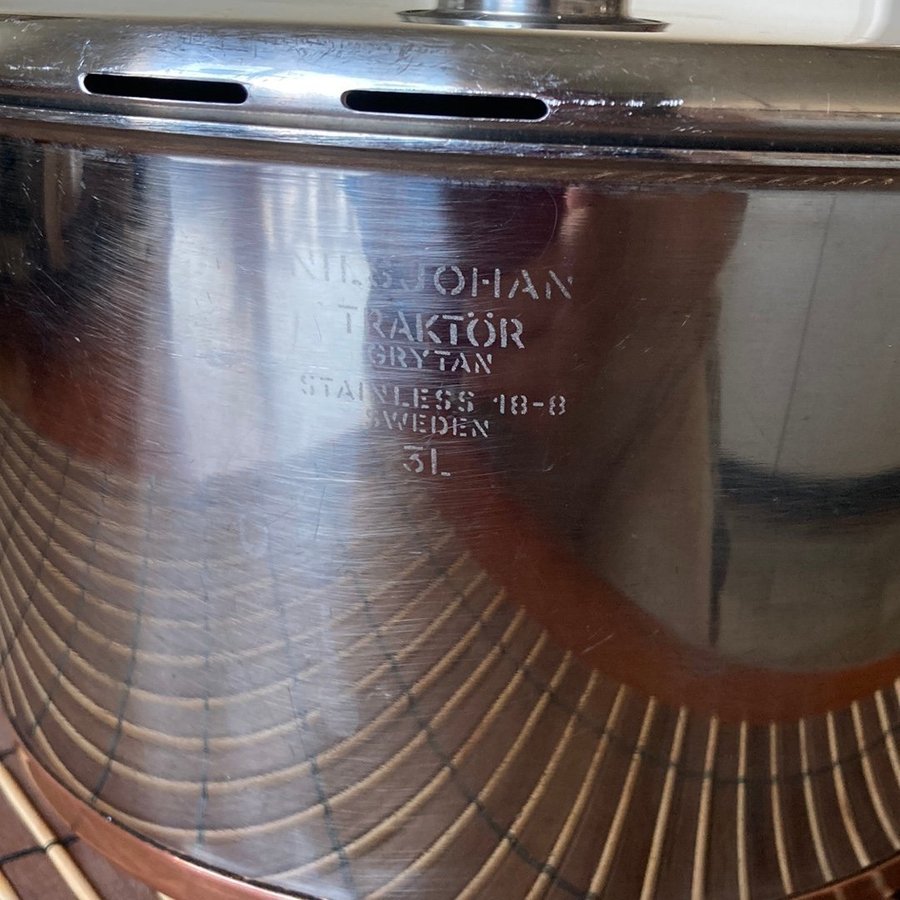 NILSJOHAN
TRAKTÖR
GRYTAN
STAINLESS 18-8
SWEDEN
3L